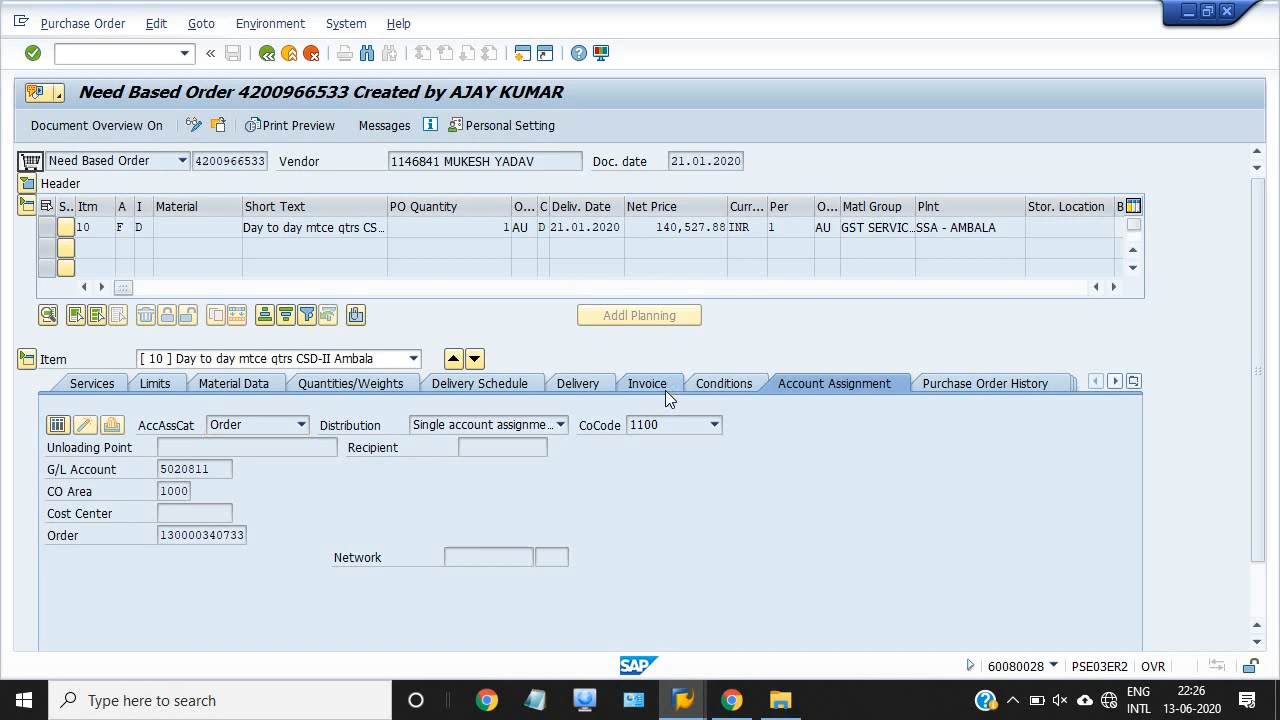 Purchase Order Edit Goto Environment System Help
Need Based Order 4200966533 Created by AJAY KUMAR
Document Overview On Print Preview Messages Personal Setting
Need Based Order 4200966533 Vendor 1146841 MUKESH YADAV Doc. date 21.01.2020
Header
S.. Itm A I Material Short Text PO Quantity O... C Deliv. Date Net Price Curr... Per O... Matl Group Plnt Stor. Location B
10 F D Day to day mtce qtrs CS... 1 AU D 21.01.2020 140,527.88 INR 1 AU GST SERVIC... SSA - AMBALA
Addl Planning
Item [ 10 ] Day to day mtce qtrs CSD-II Ambala
Services Limits Material Data Quantities/Weights Delivery Schedule Delivery Invoice Conditions Account Assignment Purchase Order History
AccAssCat Order Distribution Single account assignme... CoCode 1100
Unloading Point Recipient
G/L Account 5020811
CO Area 1000
Cost Center
Order 130000340733
Network
SAP 60080028 PSE03ER2 OVR
Type here to search ENG 22:26
INTL 13-06-2020